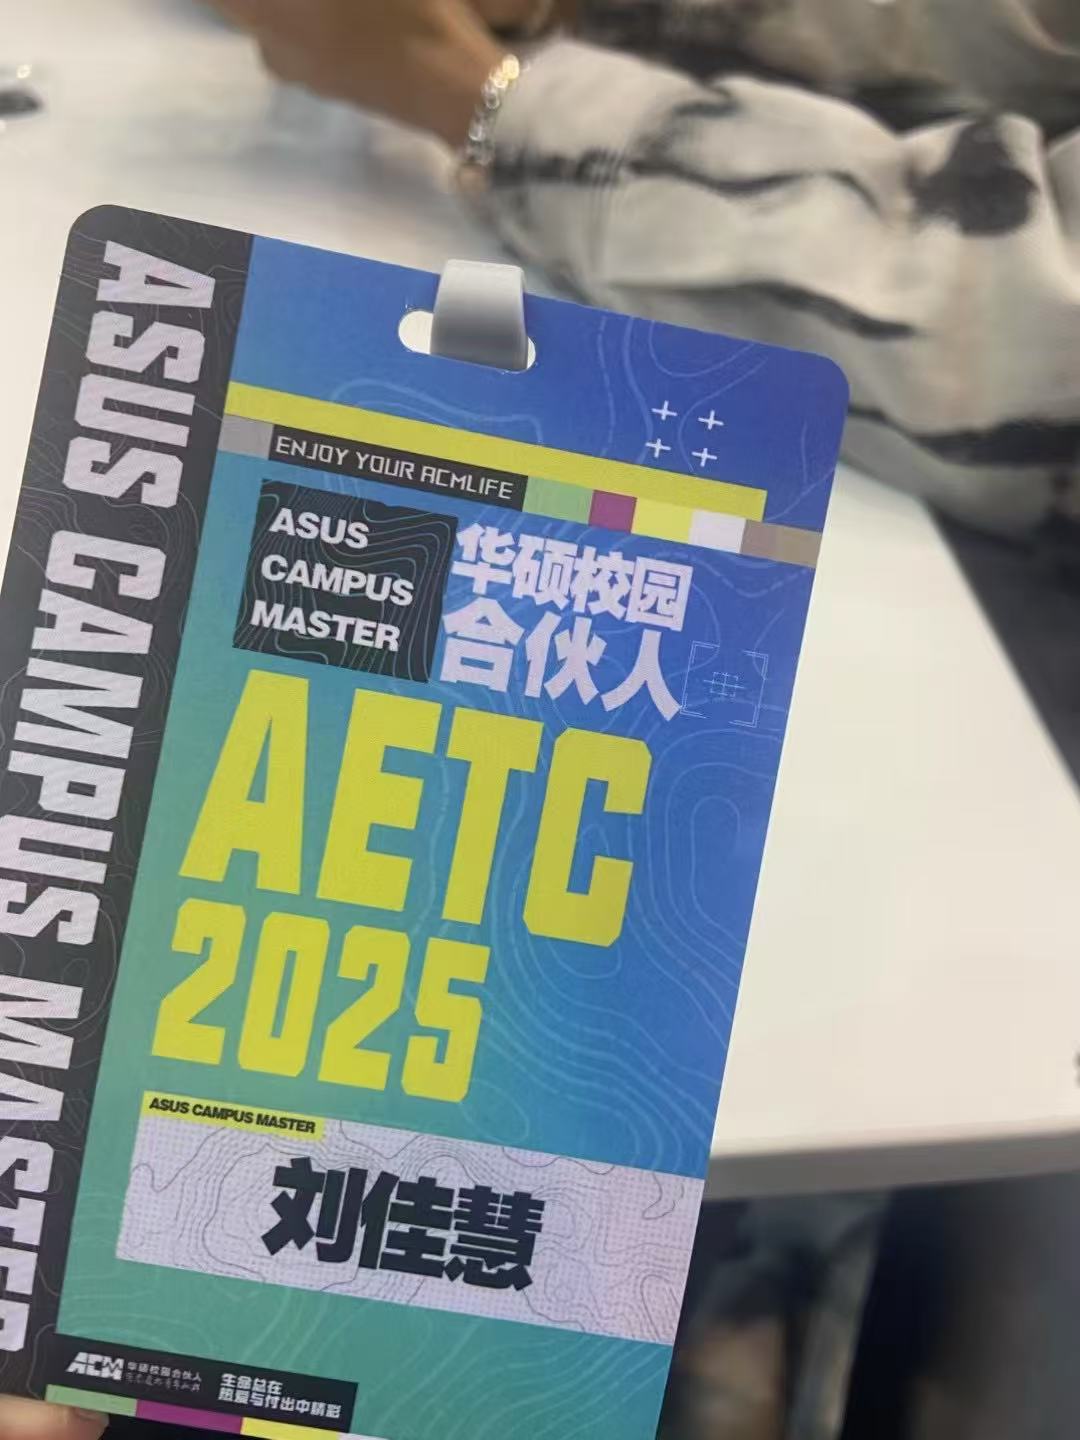 ASUS CAMPUS MASTER
ENJOY YOUR ACMLIFE
ASUS
CAMPUS
MASTER
华硕校园
合伙人
AETC
2025
ASUS CAMPUS MASTER
刘佳慧
ACM
华硕校园合伙人
生命总在
热爱与付出中精彩